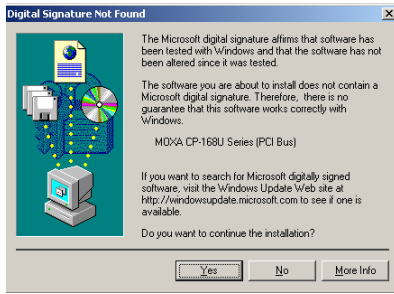 Digital Signature Not Found
The Microsoft digital signature affirms that software has
been tested with Windows and that the software has not
been altered since it was tested.
The software you are about to install does not contain a
Microsoft digital signature. Therefore, there is no
guarantee that this software works correctly with
Windows.
MOXA CP-168U Series (PCI Bus)
If you want to search for Microsoft digitally signed
software, visit the Windows Update Web site at
http://windowsupdate.microsoft.com to see if one is
available.
Do you want to continue the installation?
Yes No More Info